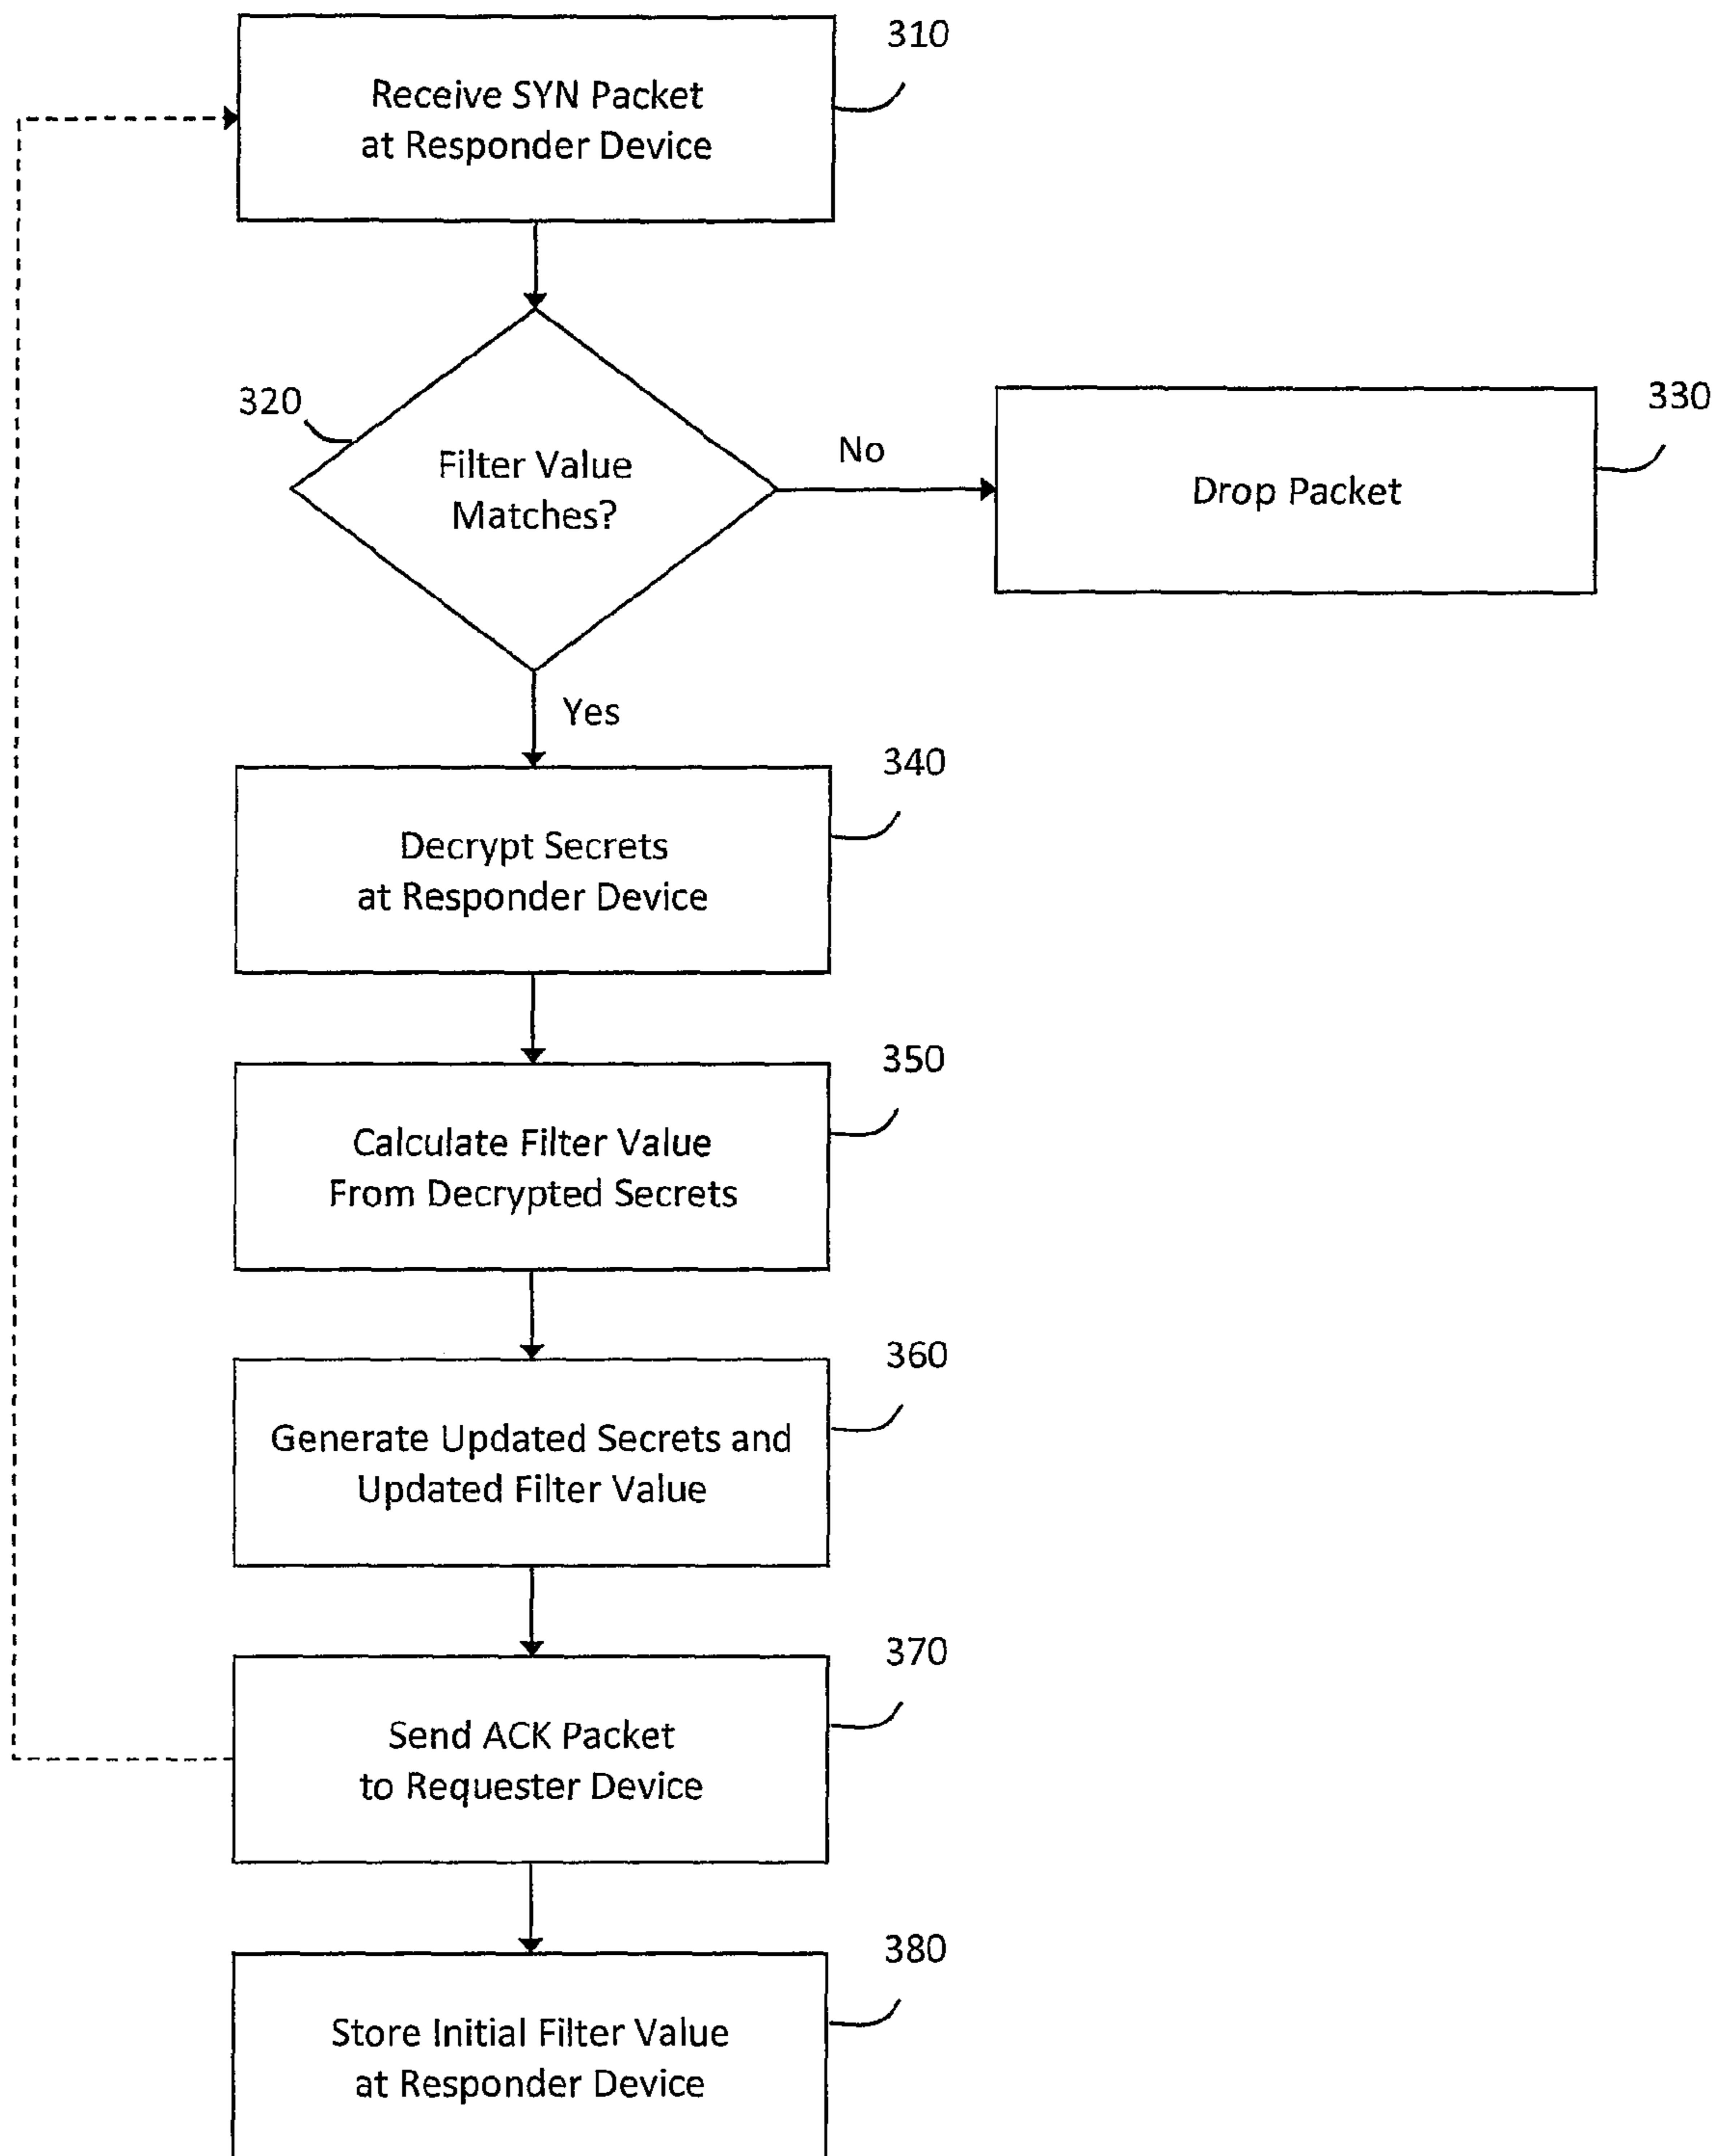 310
Receive SYN Packet
at Responder Device
320
Filter Value
Matches?
No
330
Drop Packet
Yes
340
Decrypt Secrets
at Responder Device
350
Calculate Filter Value
From Decrypted Secrets
360
Generate Updated Secrets and
Updated Filter Value
370
Send ACK Packet
to Requester Device
380
Store Initial Filter Value
at Responder Device